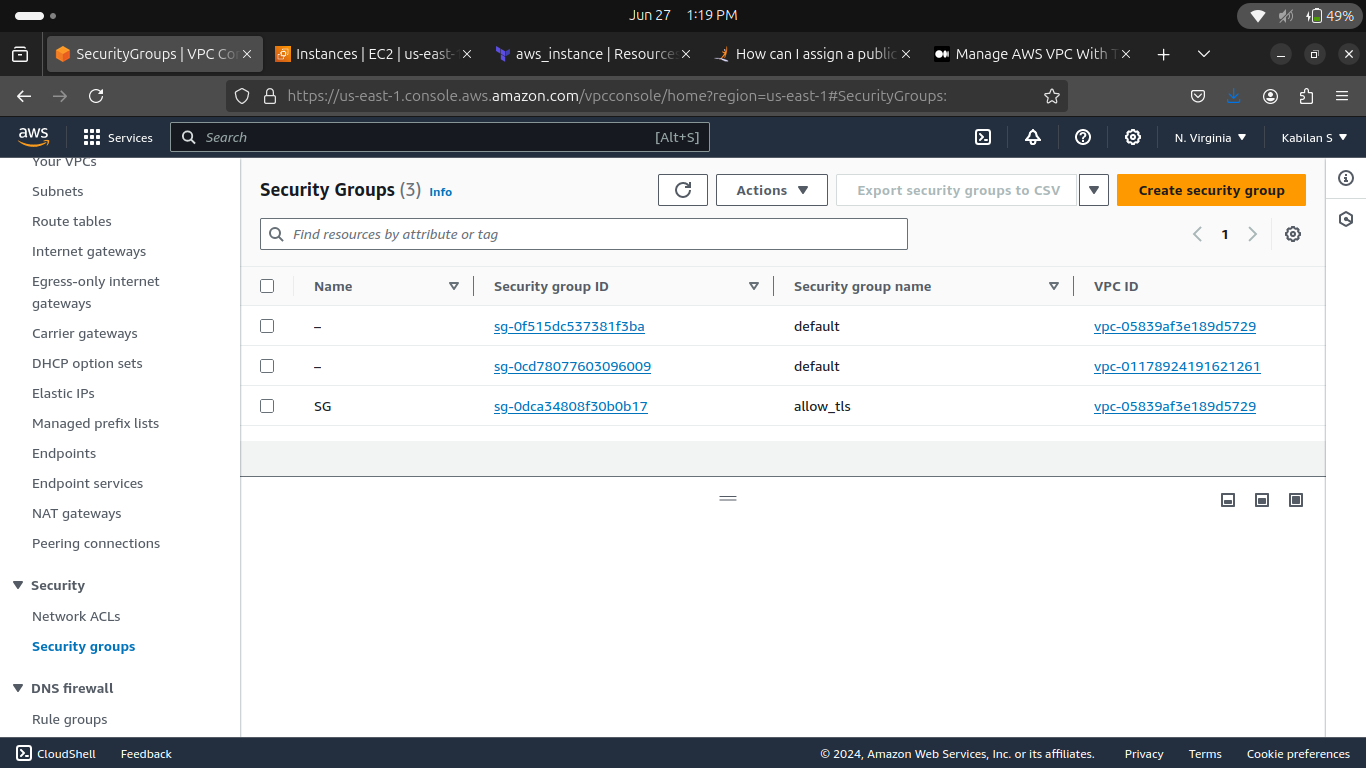 Jun 27 1:19 PM
49%
SecurityGroups | VPC Co
Instances | EC2 | us-east-
aws_instance | Resource
How can I assign a public
Manage AWS VPC With T
https://us-east-1.console.aws.amazon.com/vpcconsole/home?region=us-east-1#SecurityGroups:
aws
Services
Search
[Alt+S]
N. Virginia
Kabilan S
Your VPCs
Subnets
Route tables
Internet gateways
Egress-only internet
gateways
Carrier gateways
DHCP option sets
Elastic IPs
Managed prefix lists
Endpoints
Endpoint services
NAT gateways
Peering connections
Security
Network ACLs
Security groups
DNS firewall
Rule groups
Security Groups (3) Info
Actions
Export security groups to CSV
Create security group
Find resources by attribute or tag
1
Name Security group ID Security group name VPC ID
– sg-0f515dc537381f3ba default vpc-05839af3e189d5729
– sg-0cd78077603096009 default vpc-01178924191621261
SG sg-0dca34808f30b0b17 allow_tls vpc-05839af3e189d5729
CloudShell Feedback © 2024, Amazon Web Services, Inc. or its affiliates. Privacy Terms Cookie preferences